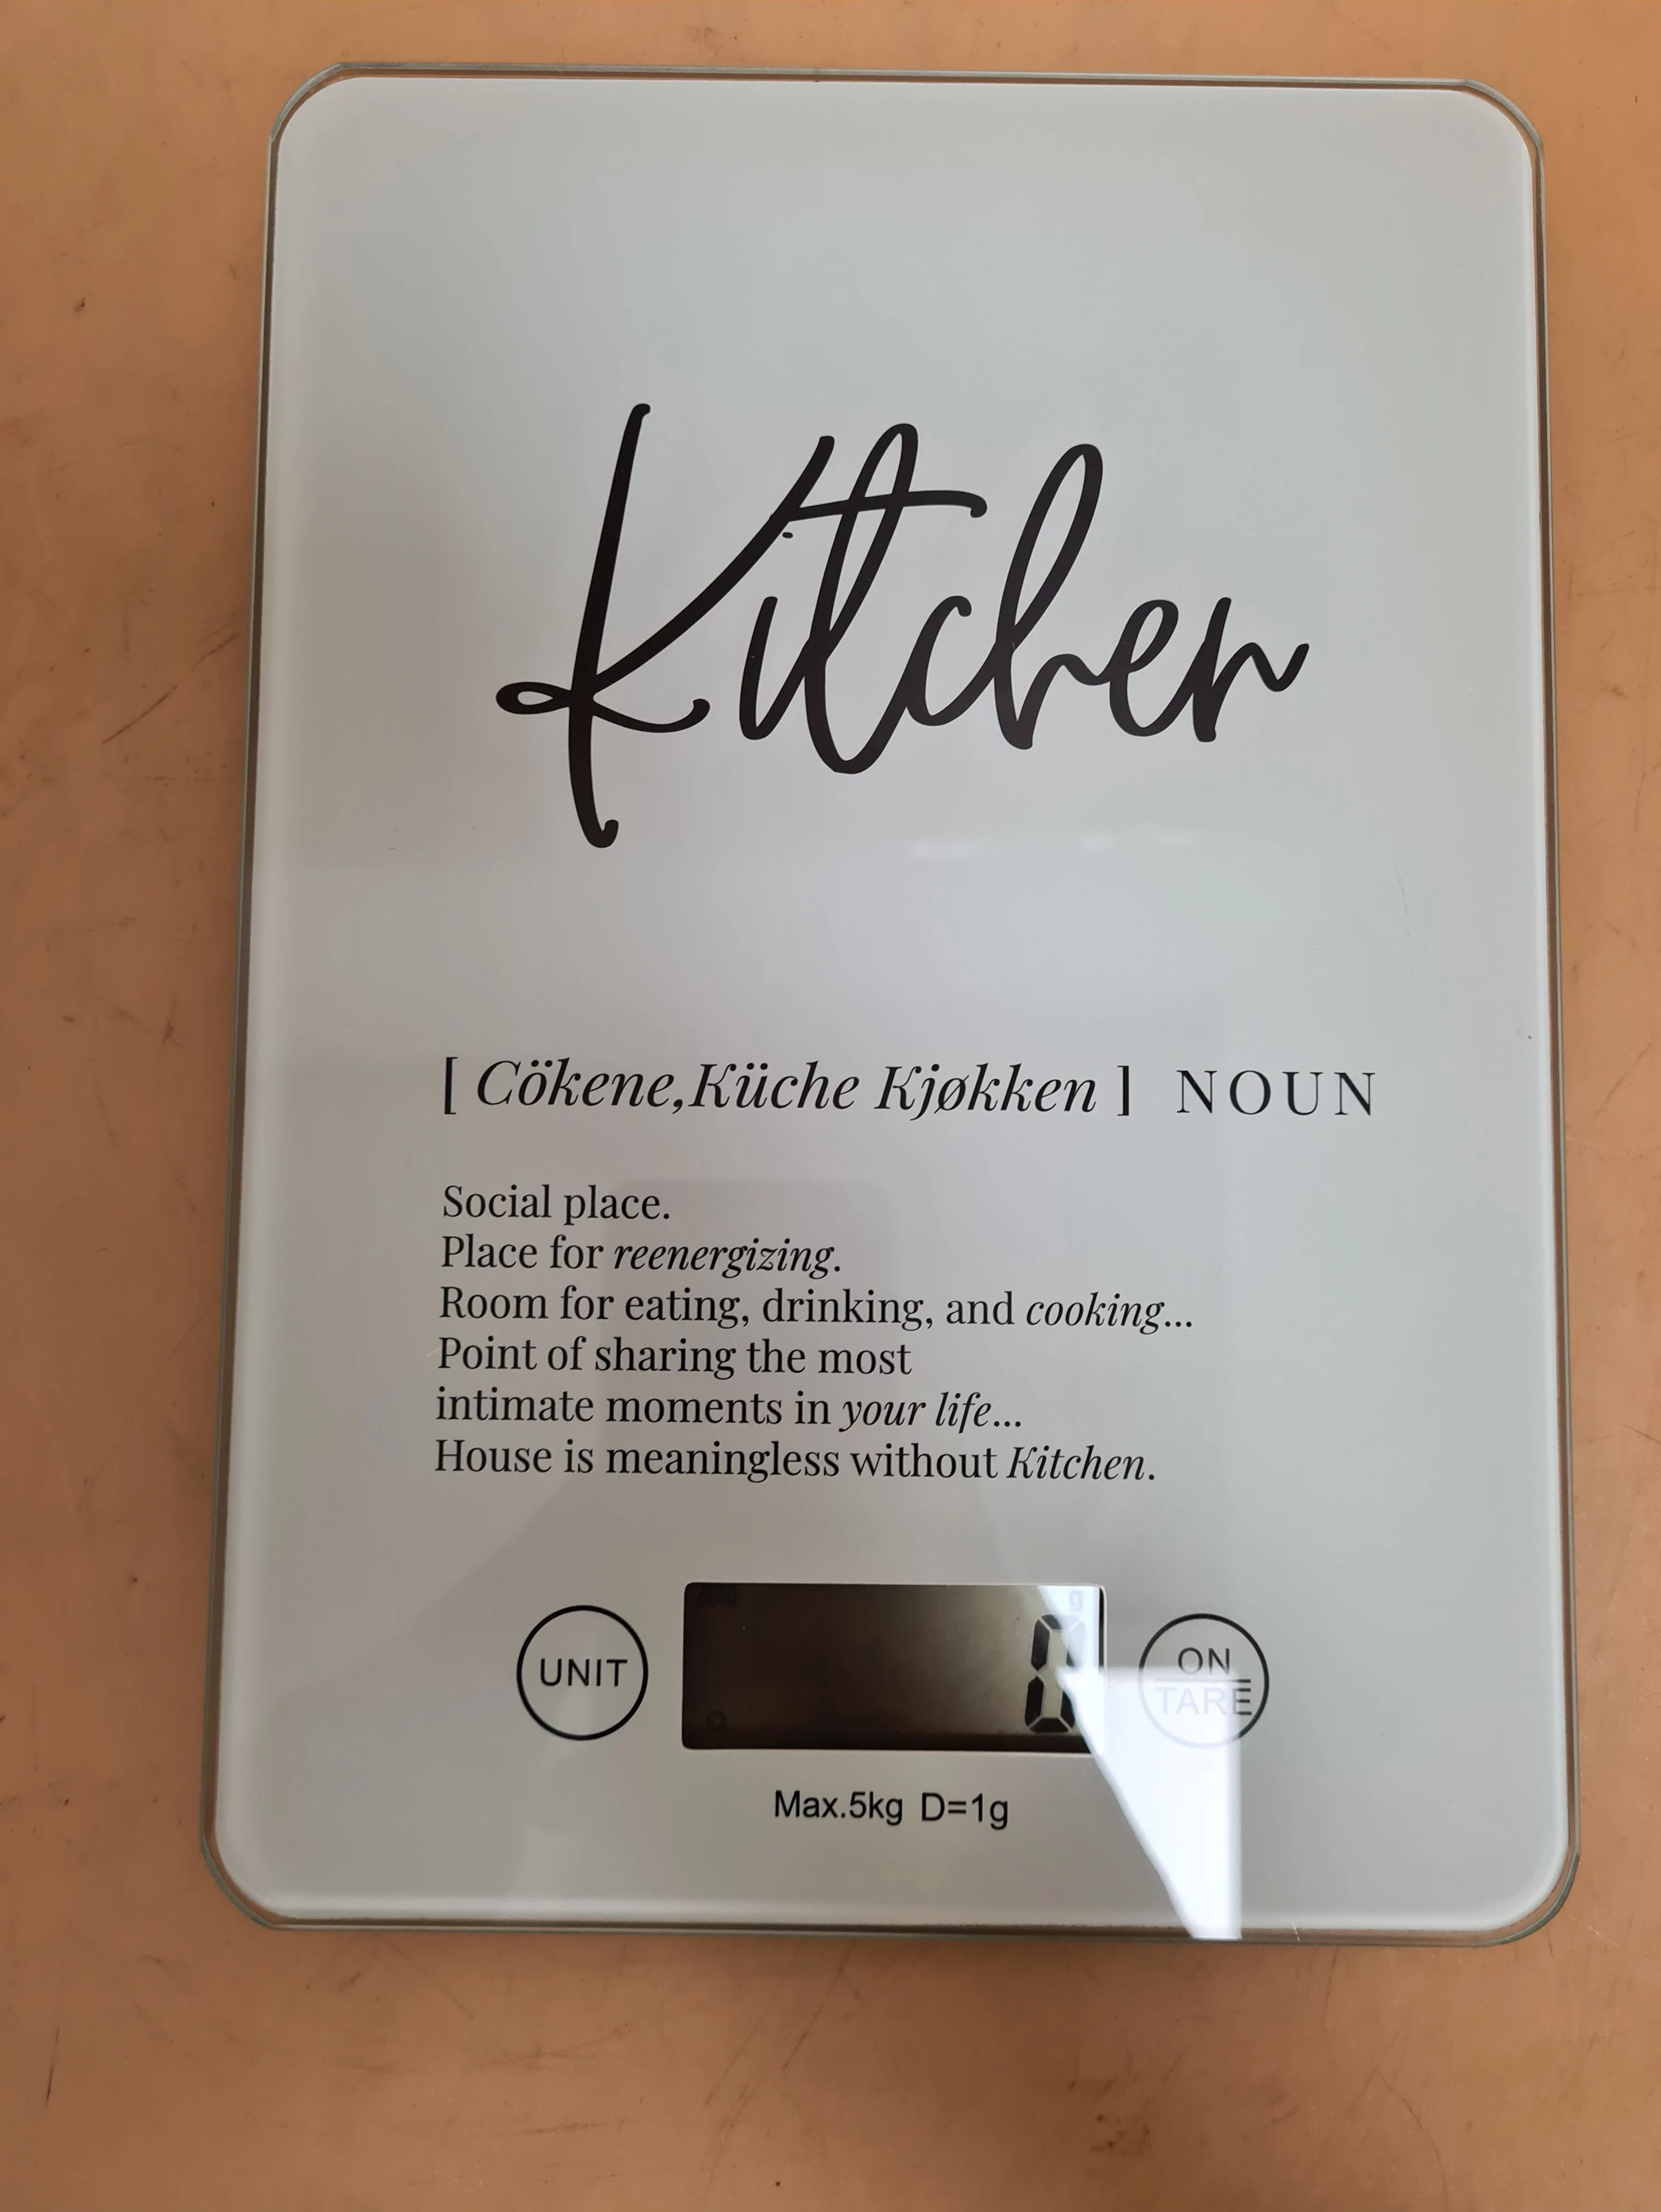 Kitchen
[ Cökene,Küche Kjøkken ] NOUN
Social place.
Place for reenergizing.
Room for eating, drinking, and cooking...
Point of sharing the most
intimate moments in your life...
House is meaningless without Kitchen.
g
UNIT
0
ON
TARE
Max.5kg D=1g